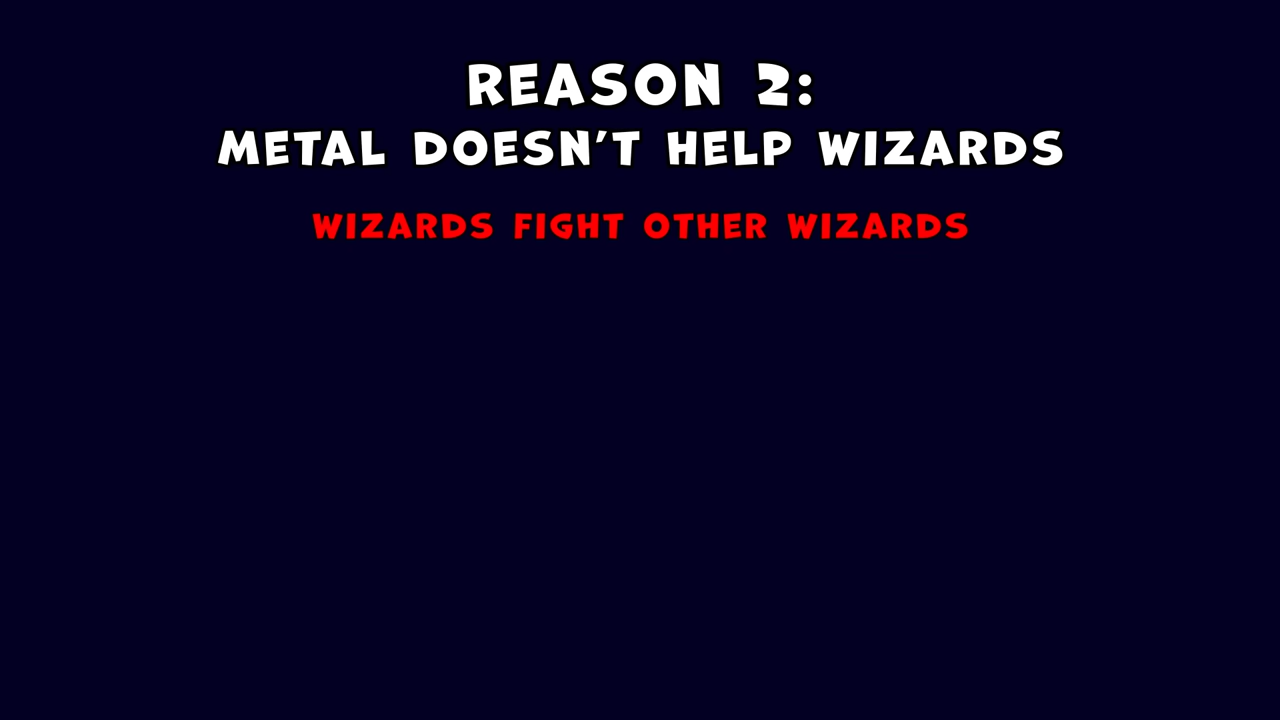 REASON 2:
METAL DOESN'T HELP WIZARDS
WIZARDS FIGHT OTHER WIZARDS